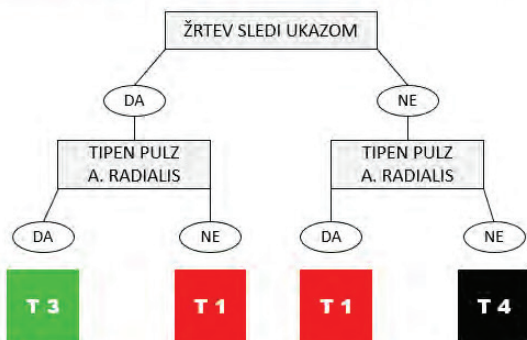 ŽRTEV SLEDI UKAZOM
DA
NE
TIPEN PULZ
A. RADIALIS
TIPEN PULZ
A. RADIALIS
DA
NE
DA
NE
T 3
T 1
T 1
T 4